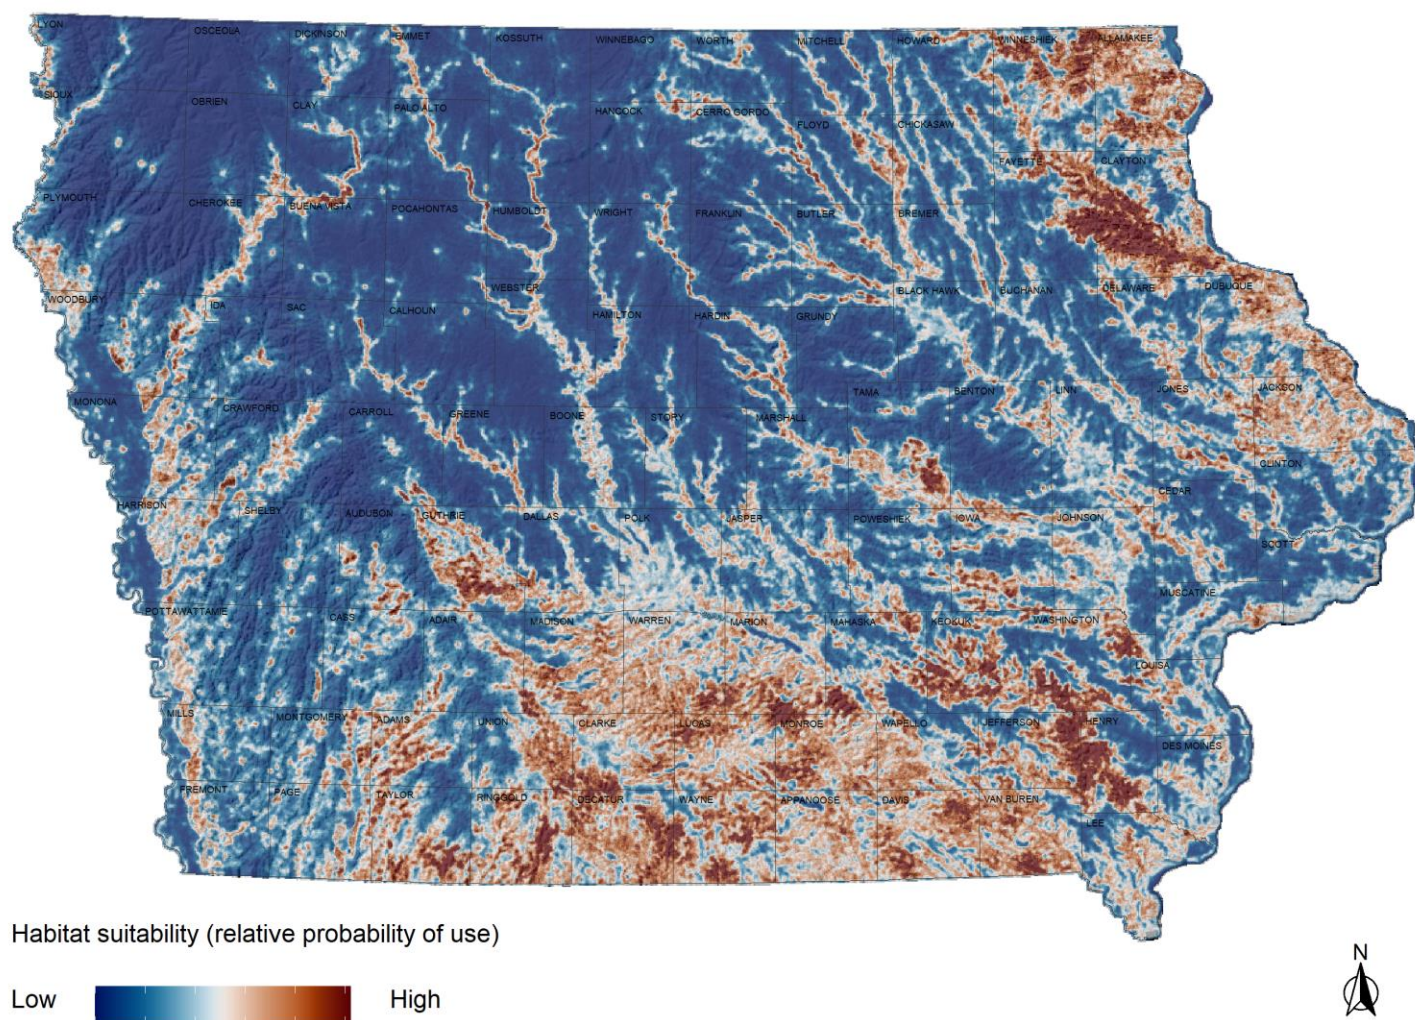 LYON
OSCEOLA
DICKINSON
EMMET
KOSSUTH
WINNEBAGO
WORTH
MITCHELL
HOWARD
WINNESHIEK
ALLAMAKEE
SIOUX
OBRIEN
CLAY
PALO ALTO
HANCOCK
CERRO GORDO
FLOYD
CHICKASAW
FAYETTE
CLAYTON
PLYMOUTH
CHEROKEE
BUENA VISTA
POCAHONTAS
HUMBOLDT
WRIGHT
FRANKLIN
BUTLER
BREMER
WOODBURY
IDA
SAC
CALHOUN
WEBSTER
HAMILTON
HARDIN
GRUNDY
BLACK HAWK
BUCHANAN
DELAWARE
DUBUQUE
MONONA
CRAWFORD
CARROLL
GREENE
BOONE
STORY
MARSHALL
TAMA
BENTON
LINN
JONES
JACKSON
HARRISON
SHELBY
AUDUBON
GUTHRIE
DALLAS
POLK
JASPER
POWESHIEK
IOWA
JOHNSON
CEDAR
CLINTON
SCOTT
POTTAWATTAMIE
CASS
ADAIR
MADISON
WARREN
MARION
MAHASKA
KEOKUK
WASHINGTON
MUSCATINE
LOUISA
MILLS
MONTGOMERY
ADAMS
UNION
CLARKE
LUCAS
MONROE
WAPELLO
JEFFERSON
HENRY
DES MOINES
FREMONT
PAGE
TAYLOR
RINGGOLD
DECATUR
WAYNE
APPANOOSE
DAVIS
VAN BUREN
LEE
Habitat suitability (relative probability of use)
Low
High
N